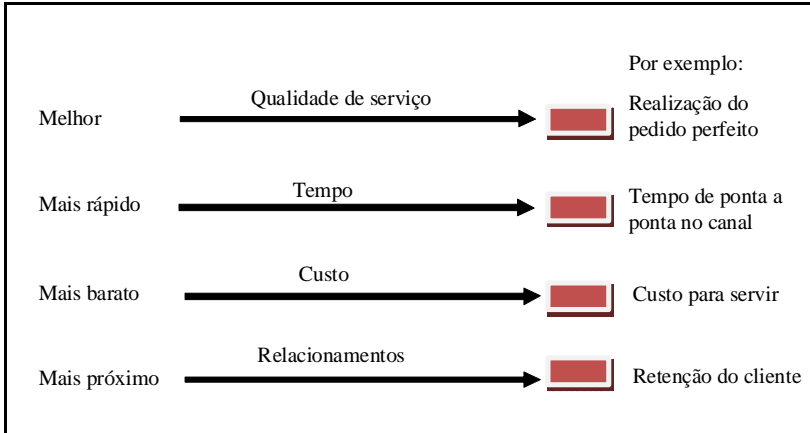 Por exemplo:
Melhor
Qualidade de serviço
Realização do
pedido perfeito
Mais rápido
Tempo
Tempo de ponta a
ponta no canal
Mais barato
Custo
Custo para servir
Mais próximo
Relacionamentos
Retenção do cliente